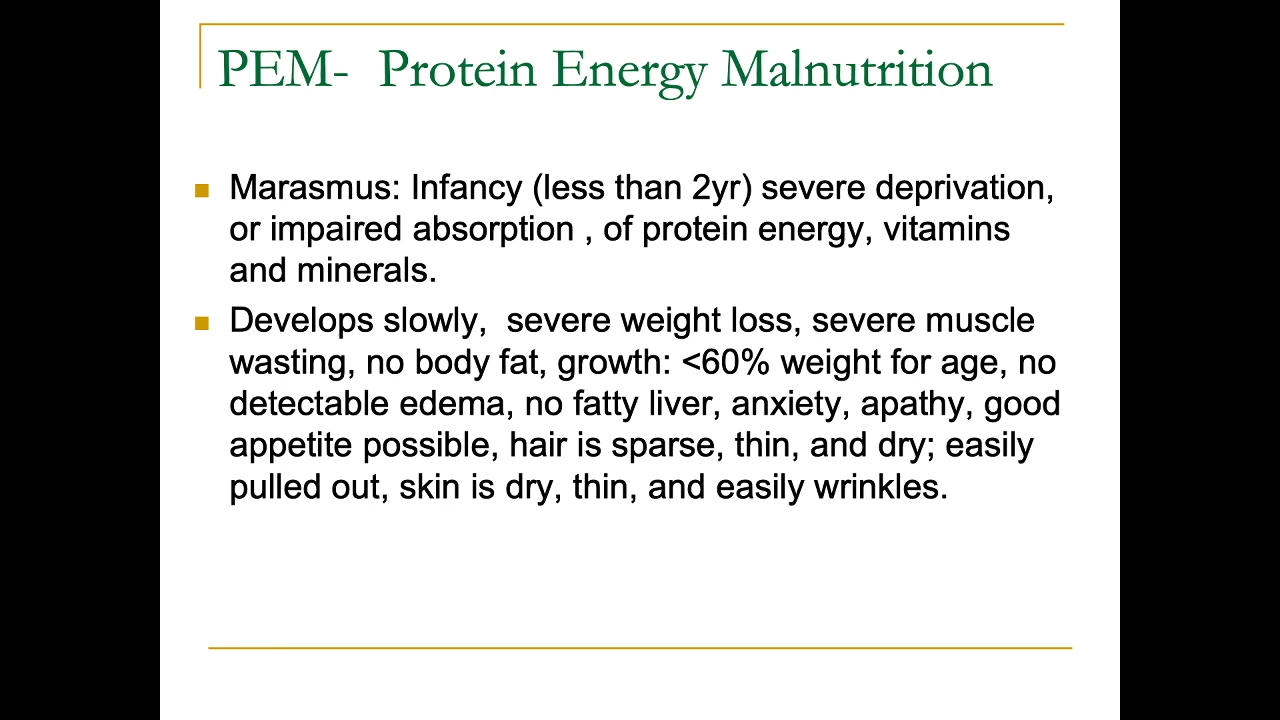 PEM- Protein Energy Malnutrition
Marasmus: Infancy (less than 2yr) severe deprivation,
or impaired absorption , of protein energy, vitamins
and minerals.
Develops slowly,  severe weight loss, severe muscle
wasting, no body fat, growth: <60% weight for age, no
detectable edema, no fatty liver, anxiety, apathy, good
appetite possible, hair is sparse, thin, and dry; easily
pulled out, skin is dry, thin, and easily wrinkles.